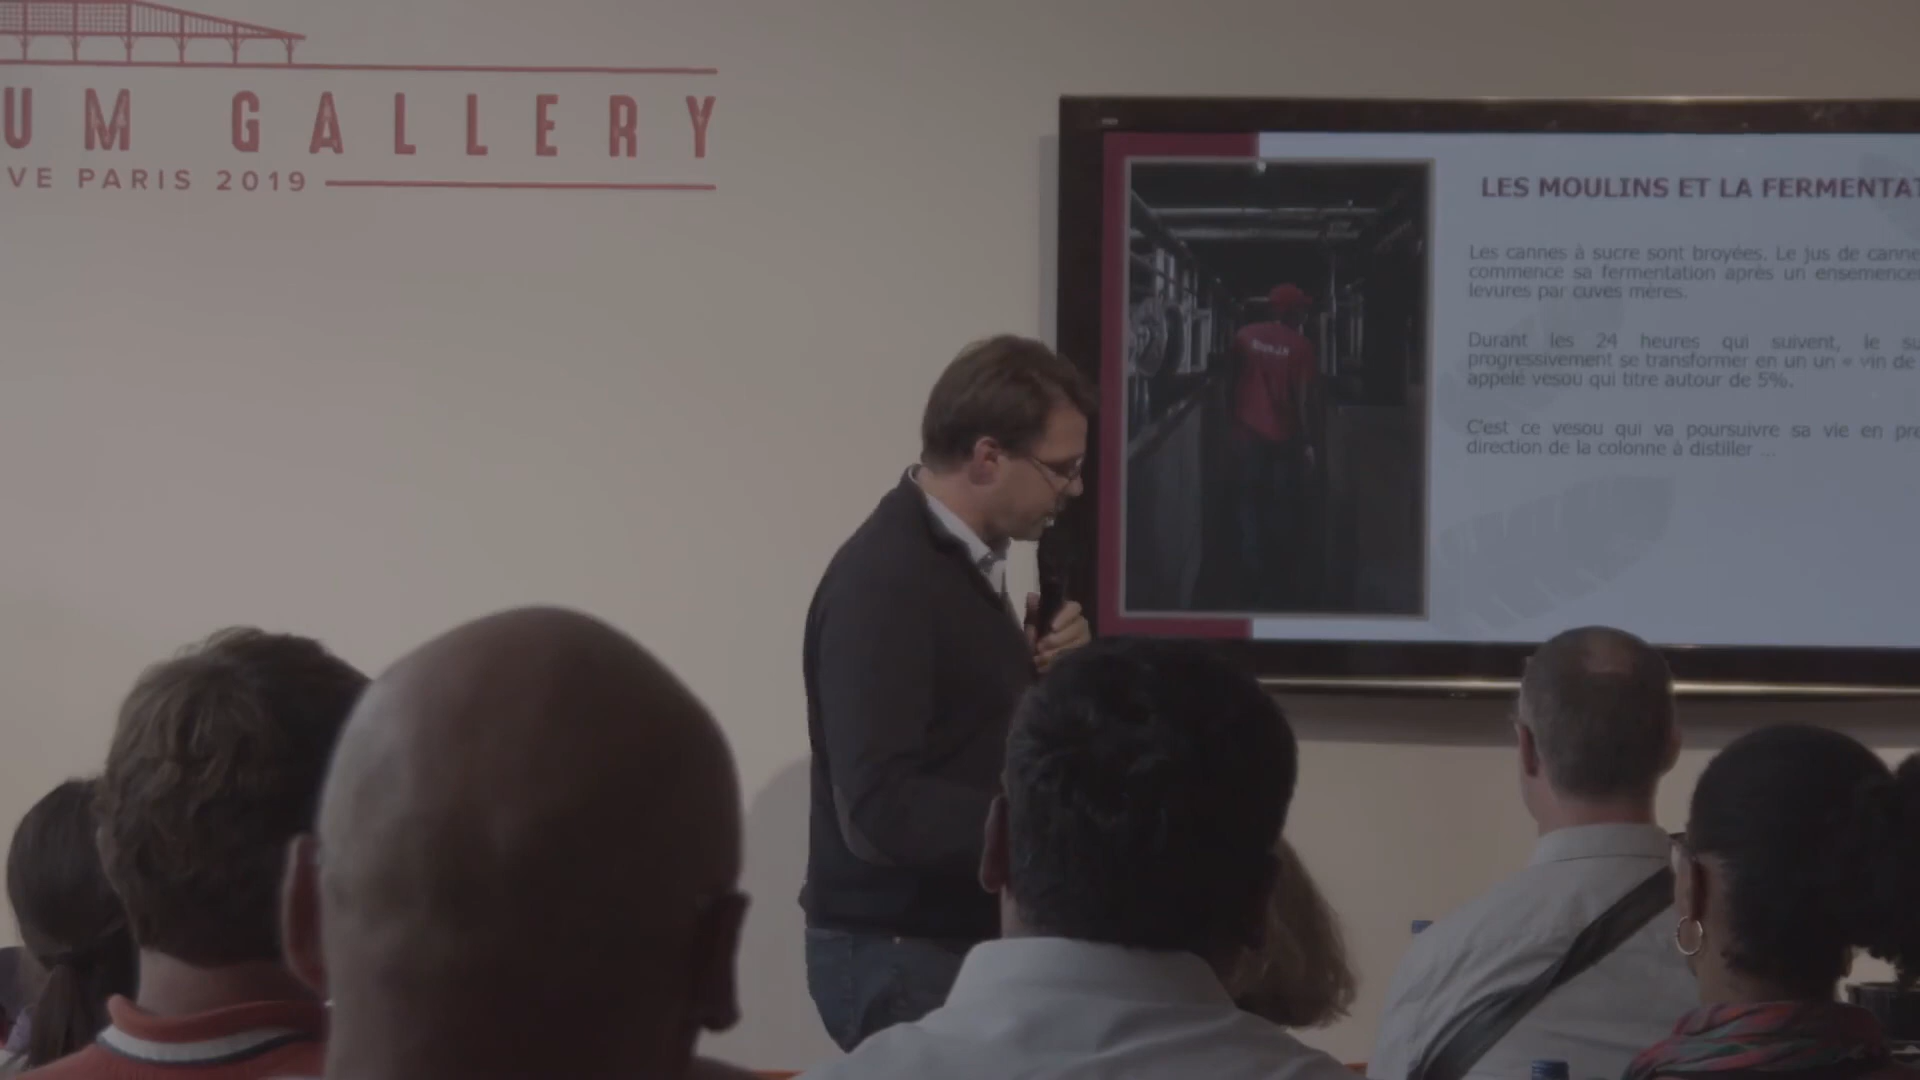 UM GALLERY
VE PARIS 2019
LES MOULINS ET LA FERMENTAT
Les cannes à sucre sont broyées. Le jus de canne
commence sa fermentation après un ensemencem
levures par cuves mères.
Durant les 24 heures qui suivent, le su
progressivement se transformer en un un « vin de
appelé vesou qui titre autour de 5%.
C'est ce vesou qui va poursuivre sa vie en pre
direction de la colonne à distiller ...